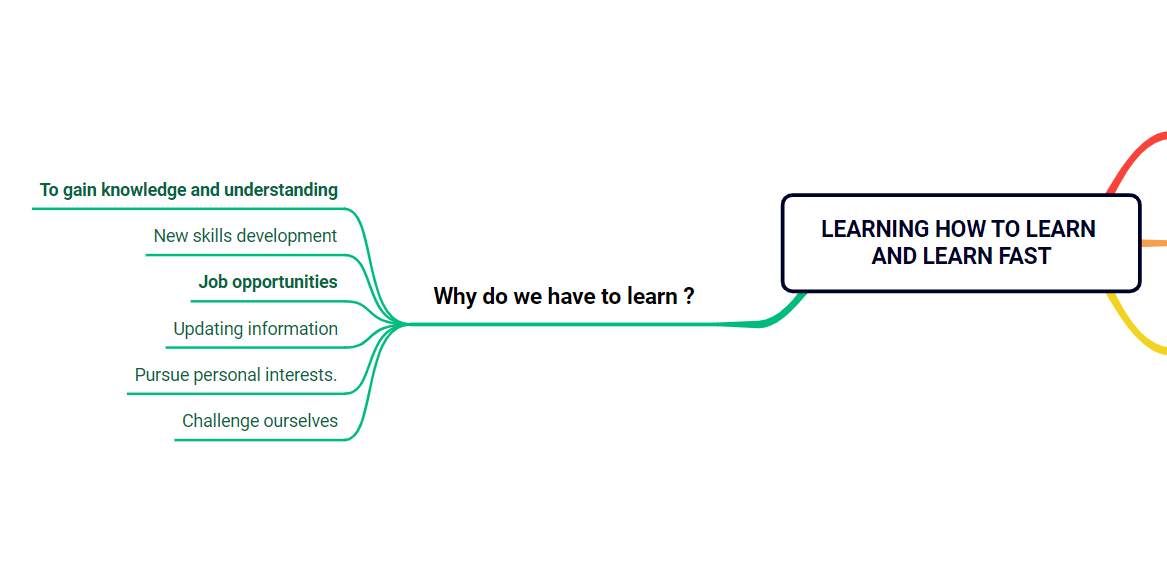 To gain knowledge and understanding
New skills development
Job opportunities
Updating information
Pursue personal interests.
Challenge ourselves
Why do we have to learn ?
LEARNING HOW TO LEARN
AND LEARN FAST